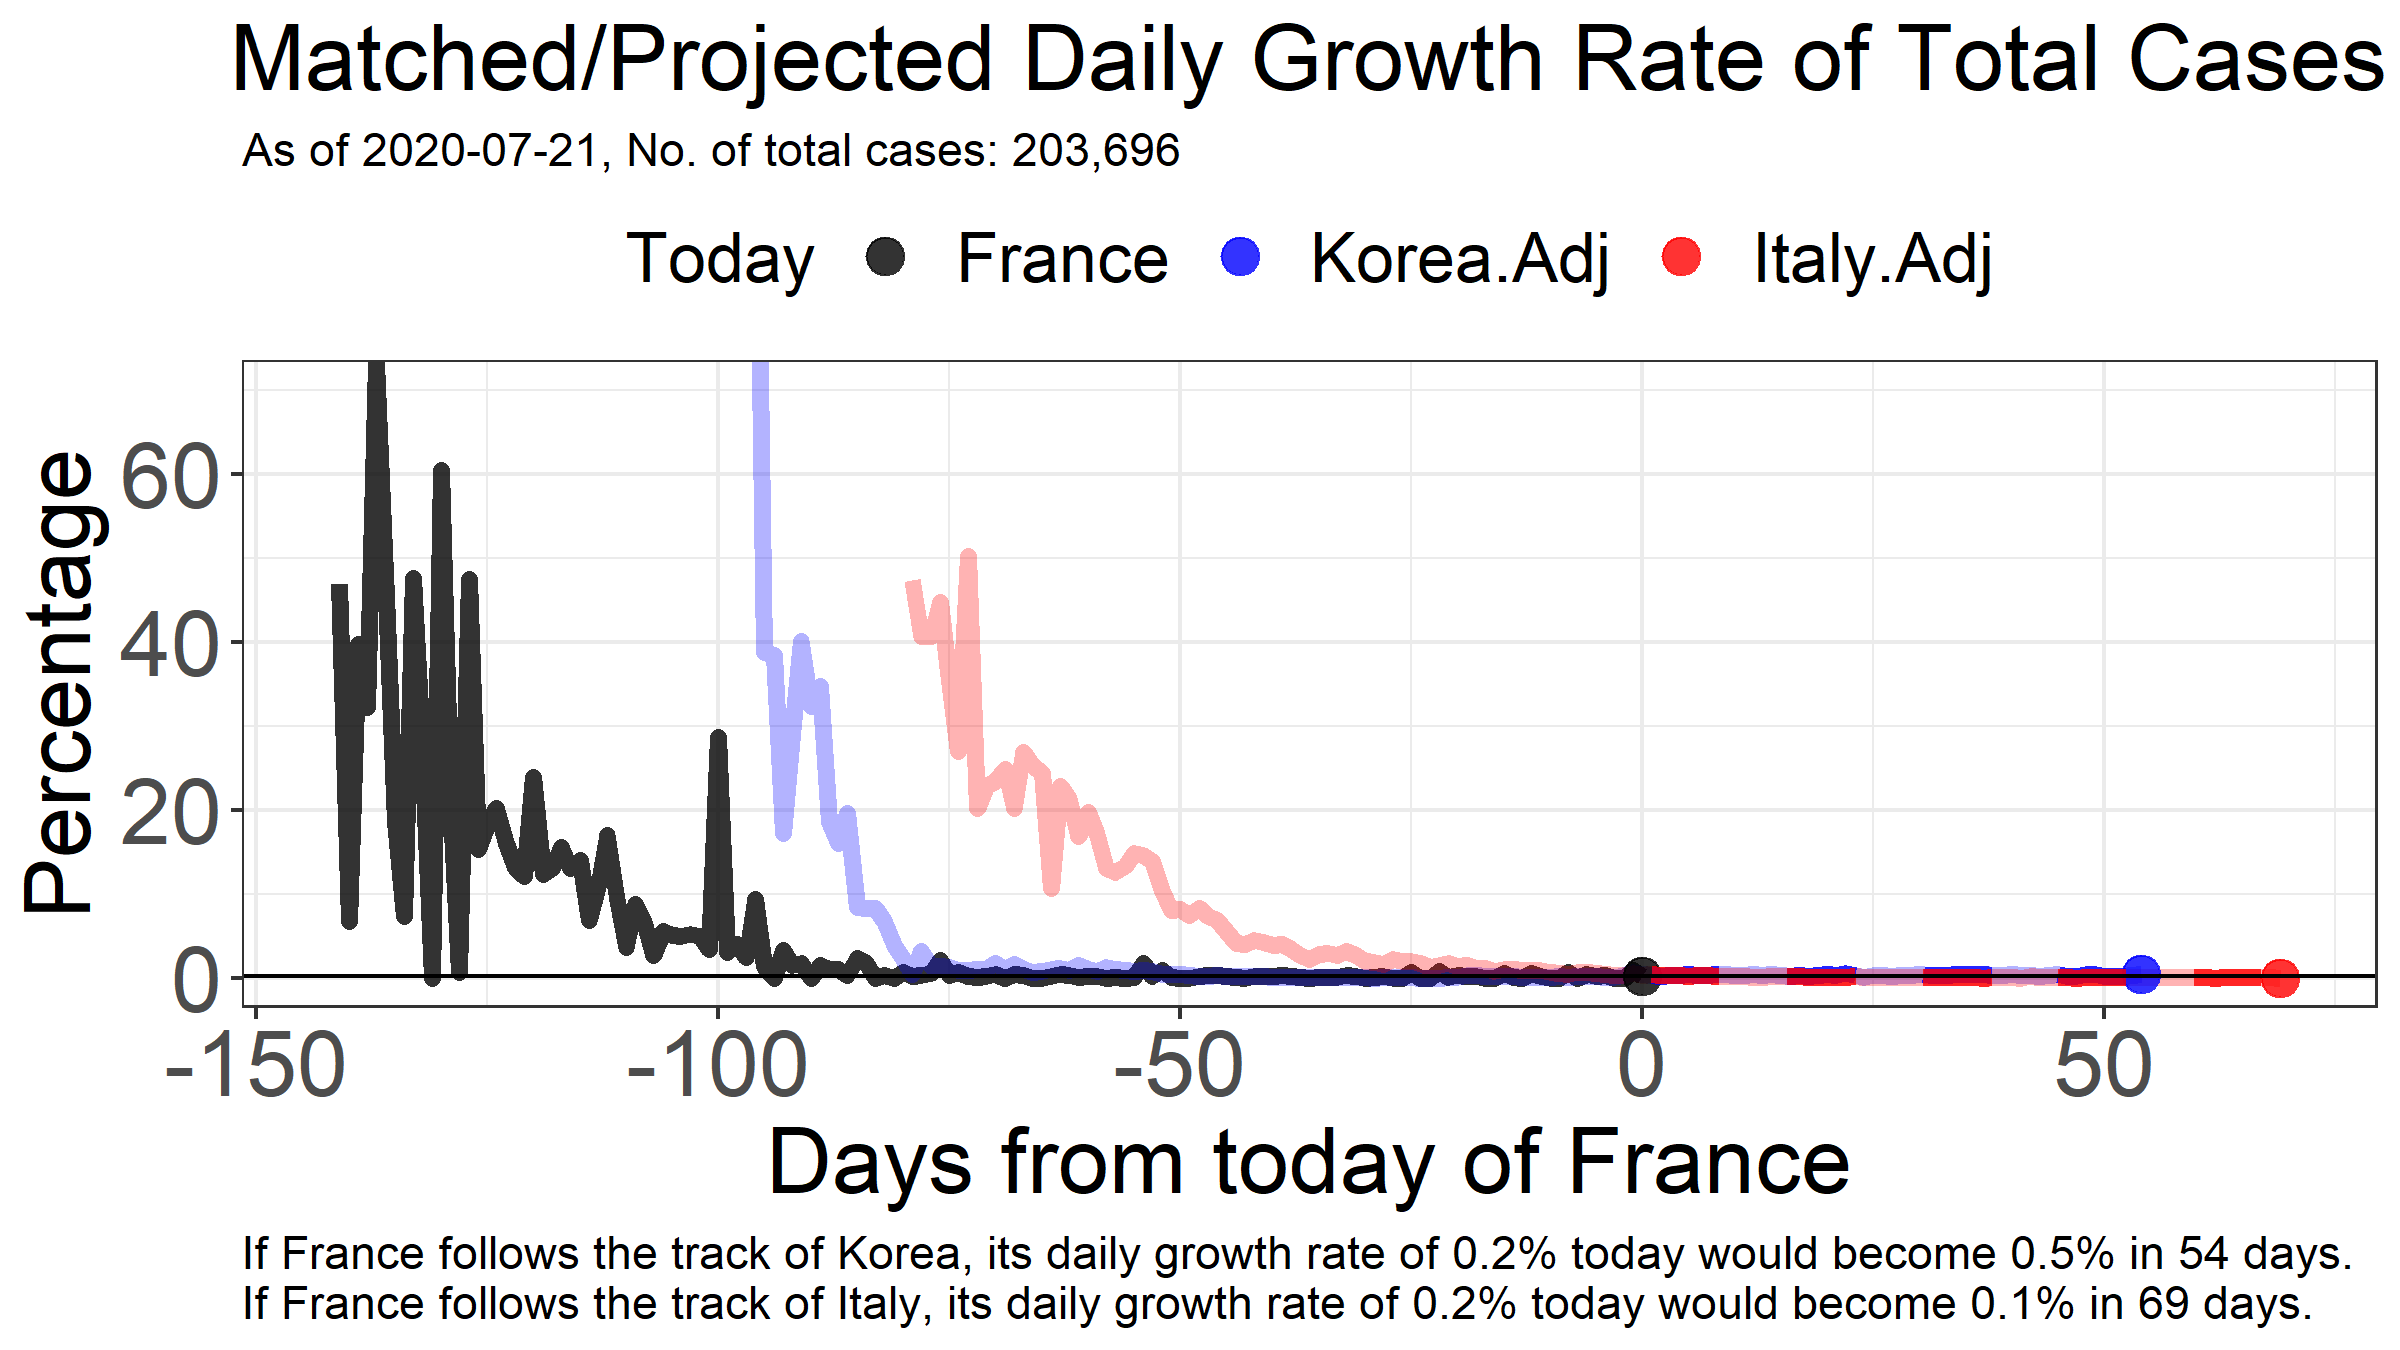 Matched/Projected Daily Growth Rate of Total Cases
As of 2020-07-21, No. of total cases: 203,696
Today France Korea.Adj Italy.Adj
Percentage
60
40
20
0
-150 -100 -50 0 50
Days from today of France
If France follows the track of Korea, its daily growth rate of 0.2% today would become 0.5% in 54 days.
If France follows the track of Italy, its daily growth rate of 0.2% today would become 0.1% in 69 days.